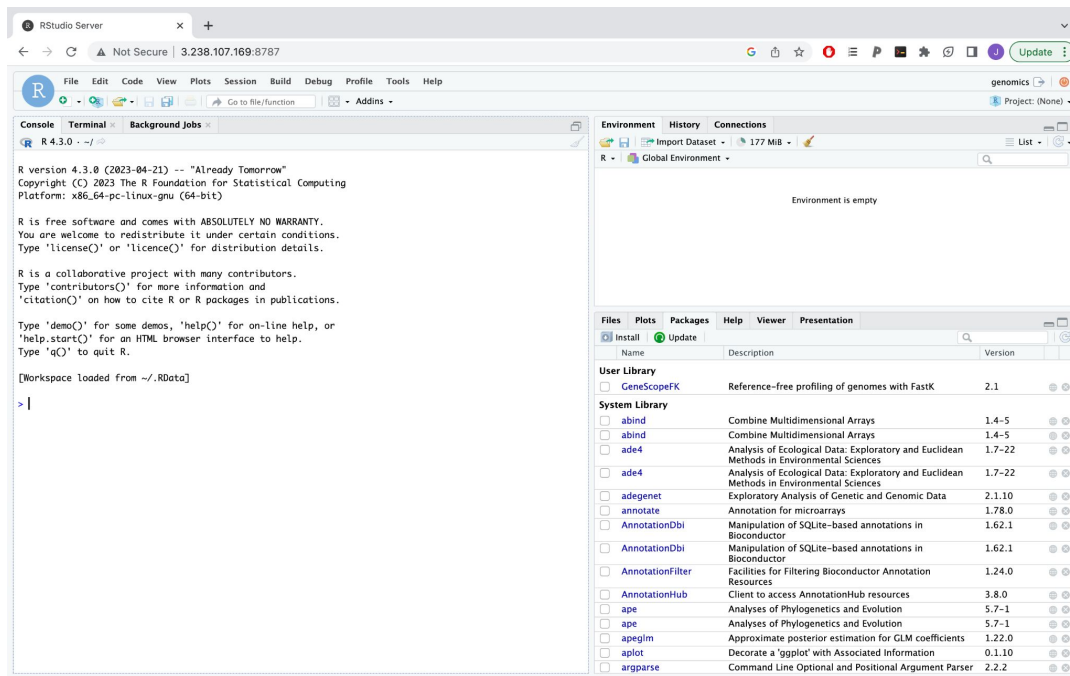 RStudio Server
Not Secure | 3.238.107.169:8787
Update
File Edit Code View Plots Session Build Debug Profile Tools Help
genomics
Go to file/function
Addins
Project: (None)
Console Terminal Background Jobs
R 4.3.0 · ~/
R version 4.3.0 (2023-04-21) -- "Already Tomorrow"
Copyright (C) 2023 The R Foundation for Statistical Computing
Platform: x86_64-pc-linux-gnu (64-bit)
R is free software and comes with ABSOLUTELY NO WARRANTY.
You are welcome to redistribute it under certain conditions.
Type 'license()' or 'licence()' for distribution details.
R is a collaborative project with many contributors.
Type 'contributors()' for more information and
'citation()' on how to cite R or R packages in publications.
Type 'demo()' for some demos, 'help()' for on-line help, or
'help.start()' for an HTML browser interface to help.
Type 'q()' to quit R.
[Workspace loaded from ~/.RData]
>
Environment History Connections
Import Dataset 177 MiB List
R Global Environment
Environment is empty
Files Plots Packages Help Viewer Presentation
Install Update
Name Description Version
User Library
GeneScopeFK Reference-free profiling of genomes with FastK 2.1
System Library
abind Combine Multidimensional Arrays 1.4-5
abind Combine Multidimensional Arrays 1.4-5
ade4 Analysis of Ecological Data: Exploratory and Euclidean 1.7-22
Methods in Environmental Sciences
ade4 Analysis of Ecological Data: Exploratory and Euclidean 1.7-22
Methods in Environmental Sciences
adegenet Exploratory Analysis of Genetic and Genomic Data 2.1.10
annotate Annotation for microarrays 1.78.0
AnnotationDbi Manipulation of SQLite-based annotations in 1.62.1
Bioconductor
AnnotationDbi Manipulation of SQLite-based annotations in 1.62.1
Bioconductor
AnnotationFilter Facilities for Filtering Bioconductor Annotation 1.24.0
Resources
AnnotationHub Client to access AnnotationHub resources 3.8.0
ape Analyses of Phylogenetics and Evolution 5.7-1
ape Analyses of Phylogenetics and Evolution 5.7-1
apeglm Approximate posterior estimation for GLM coefficients 1.22.0
aplot Decorate a 'ggplot' with Associated Information 0.1.10
argparse Command Line Optional and Positional Argument Parser 2.2.2